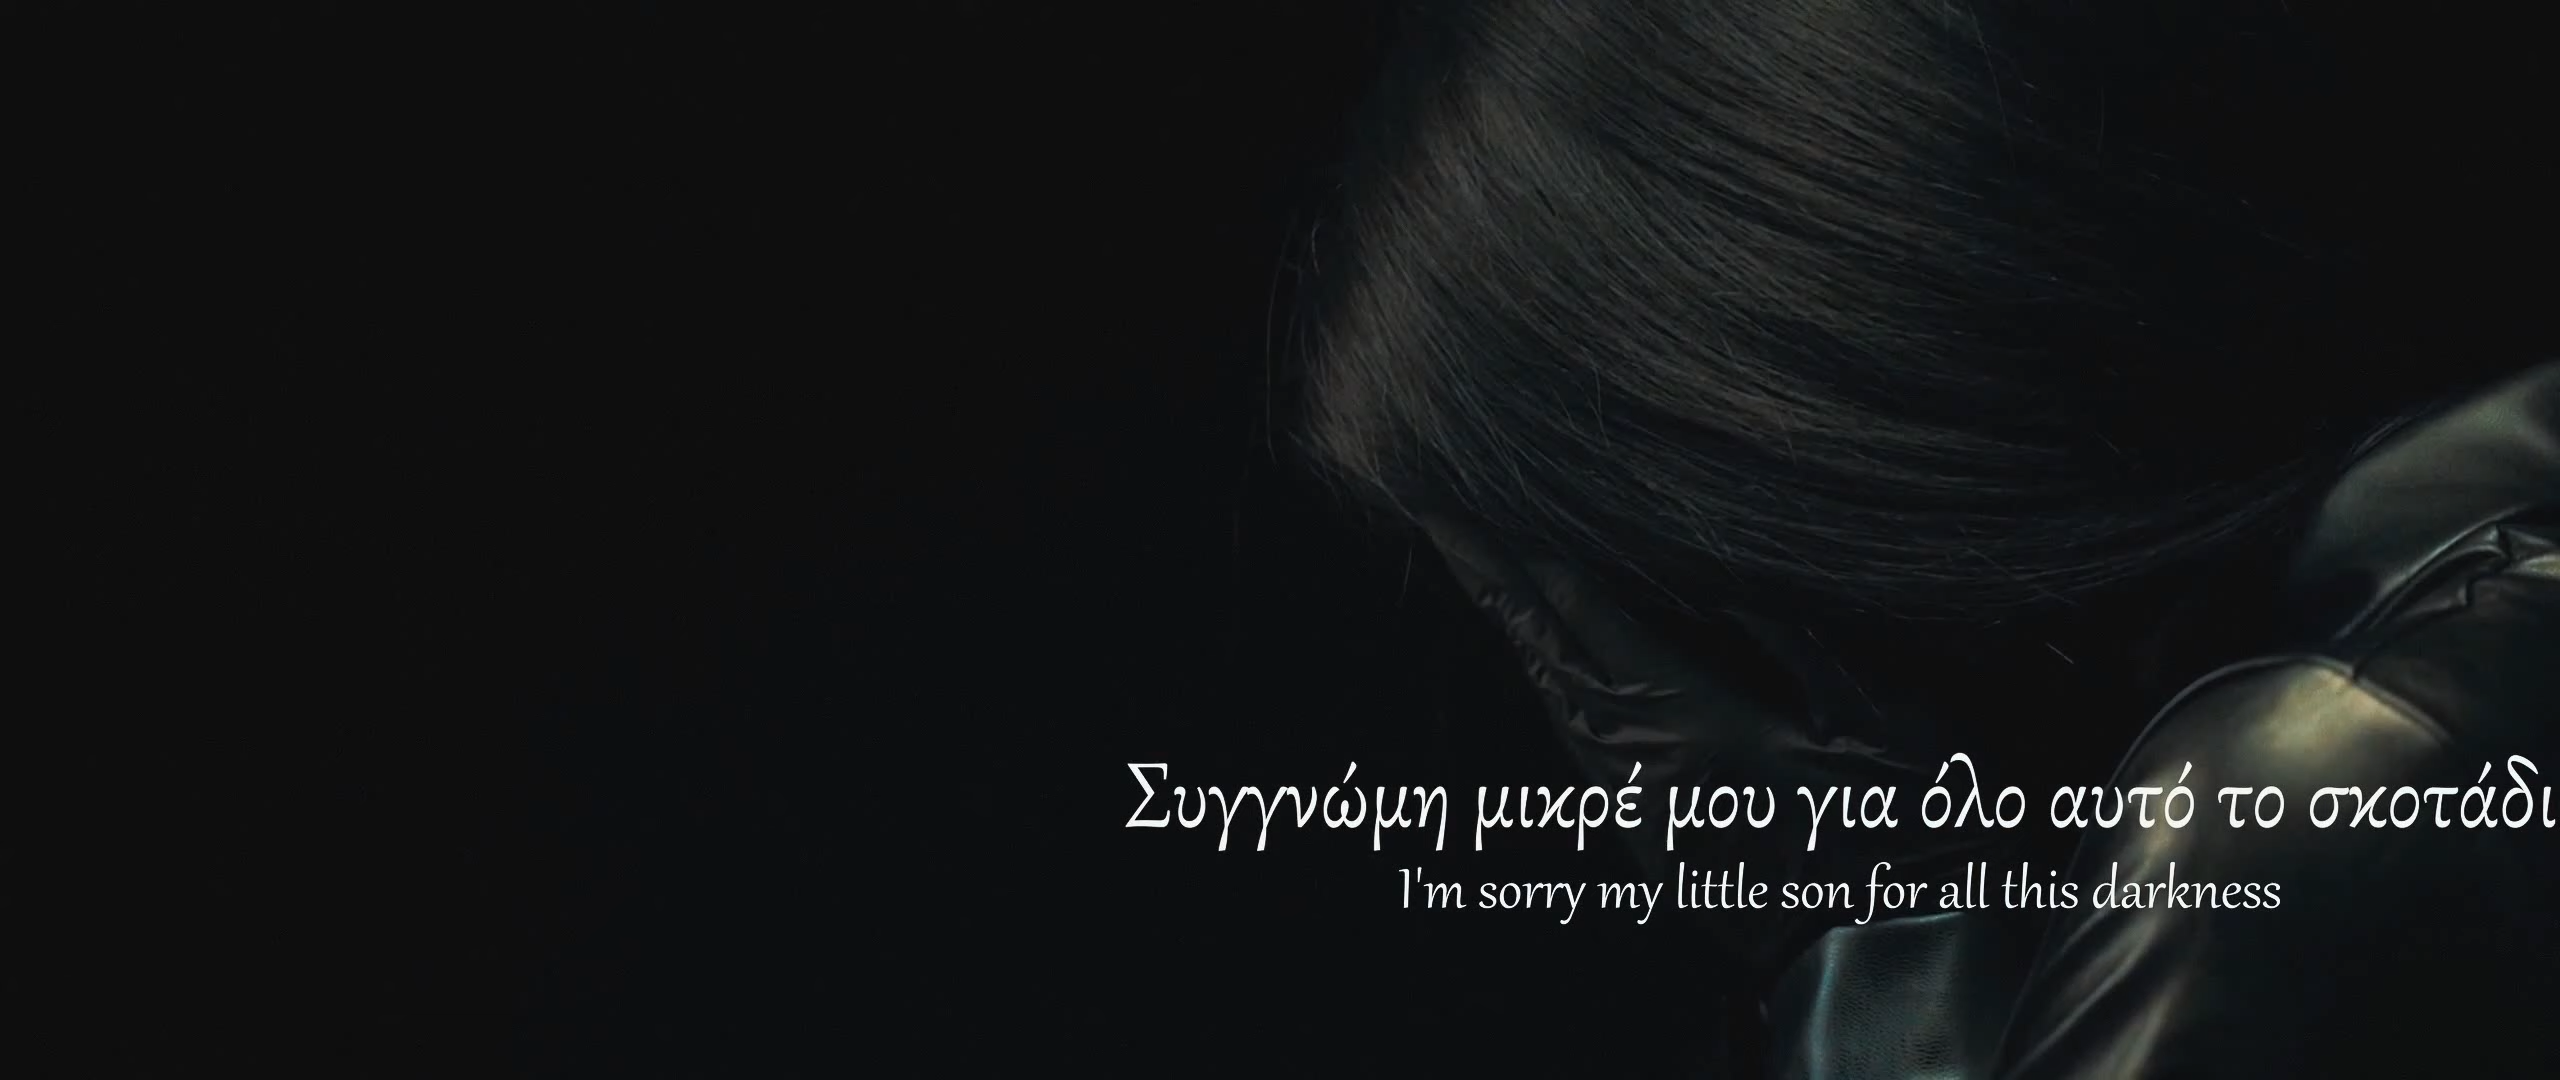 Συγγνώμη μικρέ μου για όλο αυτό το σκοτάδι
I'm sorry my little son for all this darkness